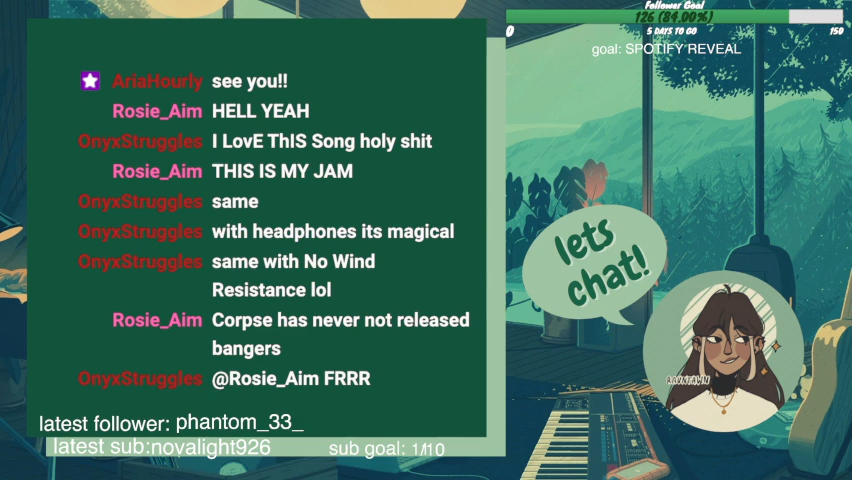 Follower Goal
126 (84.00%)
0 5 DAYS TO GO 150
goal: SPOTIFY REVEAL
AriaHourly see you!!
Rosie_Aim HELL YEAH
OnyxStruggles I LovE ThIS Song holy shit
Rosie_Aim THIS IS MY JAM
OnyxStruggles same
OnyxStruggles with headphones its magical
OnyxStruggles same with No Wind
Resistance lol
Rosie_Aim Corpse has never not released
bangers
OnyxStruggles @Rosie_Aim FRRR
lets
chat!
latest follower: phantom_33_
latest sub:novalight926
sub goal: 1/10